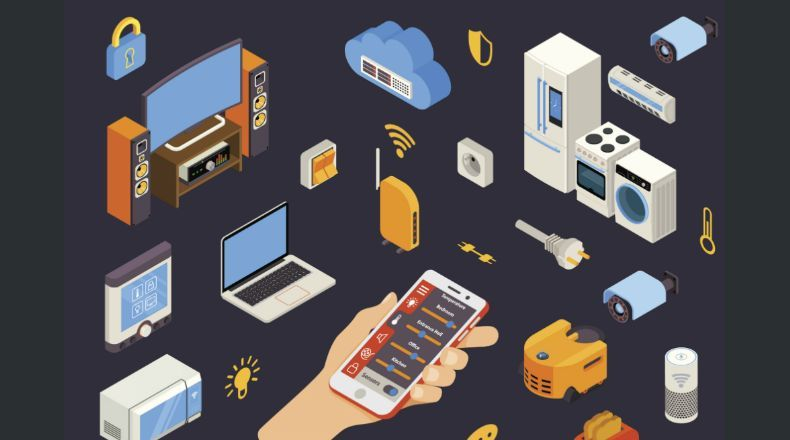 Temperature
Bedroom
Entrance Hall
Office
Kitchen
Sensors